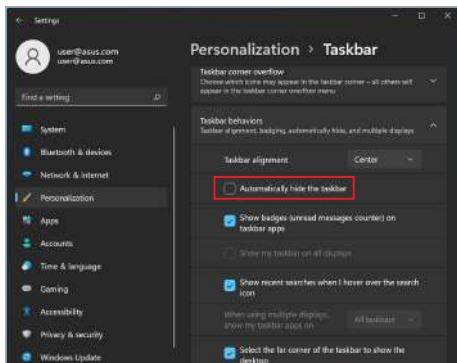 Settings
user@asus.com
user@asus.com
Find a setting
System
Bluetooth & devices
Network & internet
Personalization
Apps
Accounts
Time & language
Gaming
Accessibility
Privacy & security
Windows Update
Personalization > Taskbar
Taskbar corner overflow
Choose which icons may appear in the taskbar corner – all others will
appear in the taskbar corner overflow menu
Taskbar behaviors
Taskbar alignment, badging, automatically hide, and multiple displays
Taskbar alignment
Center
Automatically hide the taskbar
Show badges (unread messages counter) on
taskbar apps
Show my taskbar on all displays
Show recent searches when I hover over the search
icon
When using multiple displays,
show my taskbar apps on
All taskbars
Select the far corner of the taskbar to show the
desktop